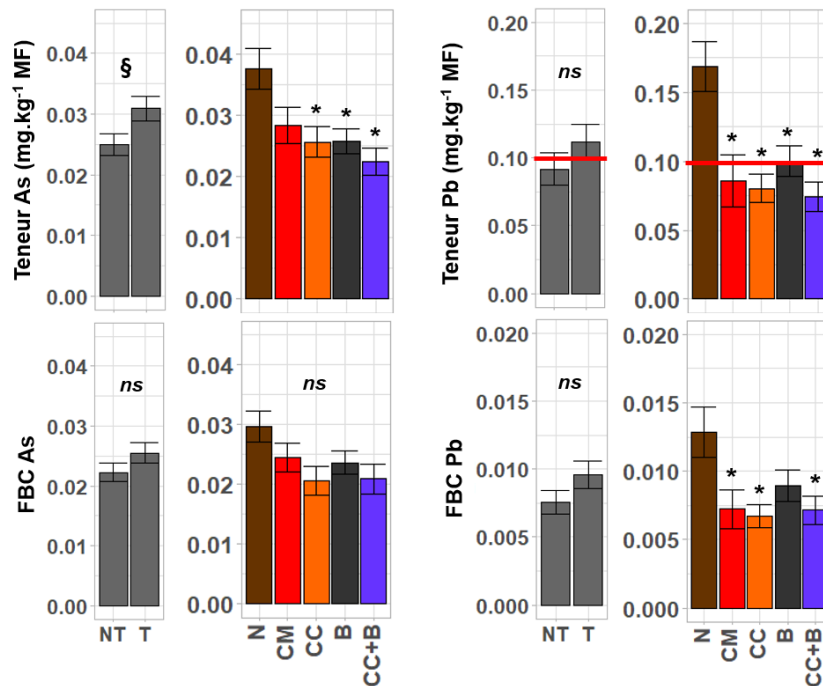 Teneur As (mg.kg⁻¹ MF)
0.04
0.03
0.02
0.01
0.00
§
0.04
0.03
0.02
0.01
0.00
* * *
Teneur Pb (mg.kg⁻¹ MF)
0.20
0.15
0.10
0.05
0.00
ns
0.20
0.15
0.10
0.05
0.00
* * * *
FBC As
0.04
0.03
0.02
0.01
0.00
ns
NT T
0.04
0.03
0.02
0.01
0.00
ns
N CM CC B CC+B
FBC Pb
0.020
0.015
0.010
0.005
0.000
ns
NT T
0.020
0.015
0.010
0.005
0.000
* * *
N CM CC B CC+B